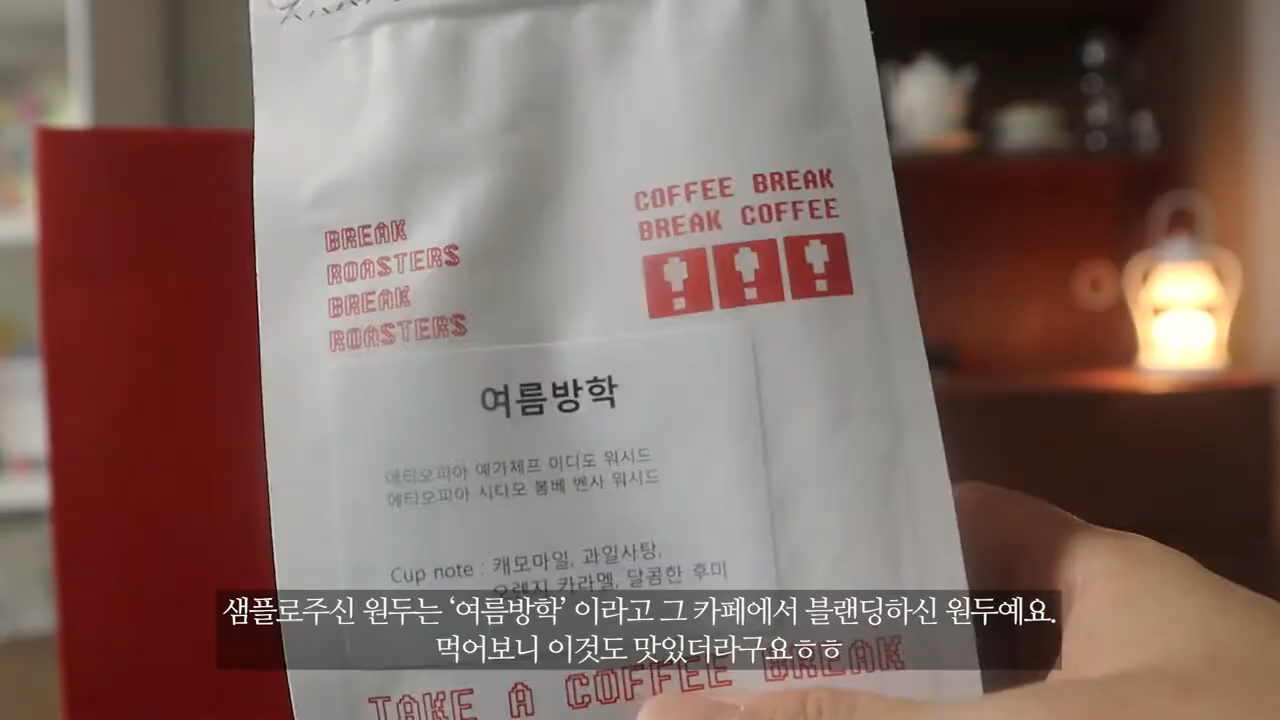 BREAK
ROASTERS
BREAK
ROASTERS
COFFEE BREAK
BREAK COFFEE
!!!
여름방학
에티오피아 예가체프 이디도 워시드
에티오피아 시다모 봄베 벤사 워시드
Cup note : 캐모마일, 과일사탕,
오렌지 카라멜, 달콤한 후미
샘플로주신 원두는 ‘여름방학’ 이라고 그 카페에서 블랜딩하신 원두예요.
먹어보니 이것도 맛있더라구요ㅎㅎ
TAKE A COFFEE BREAK